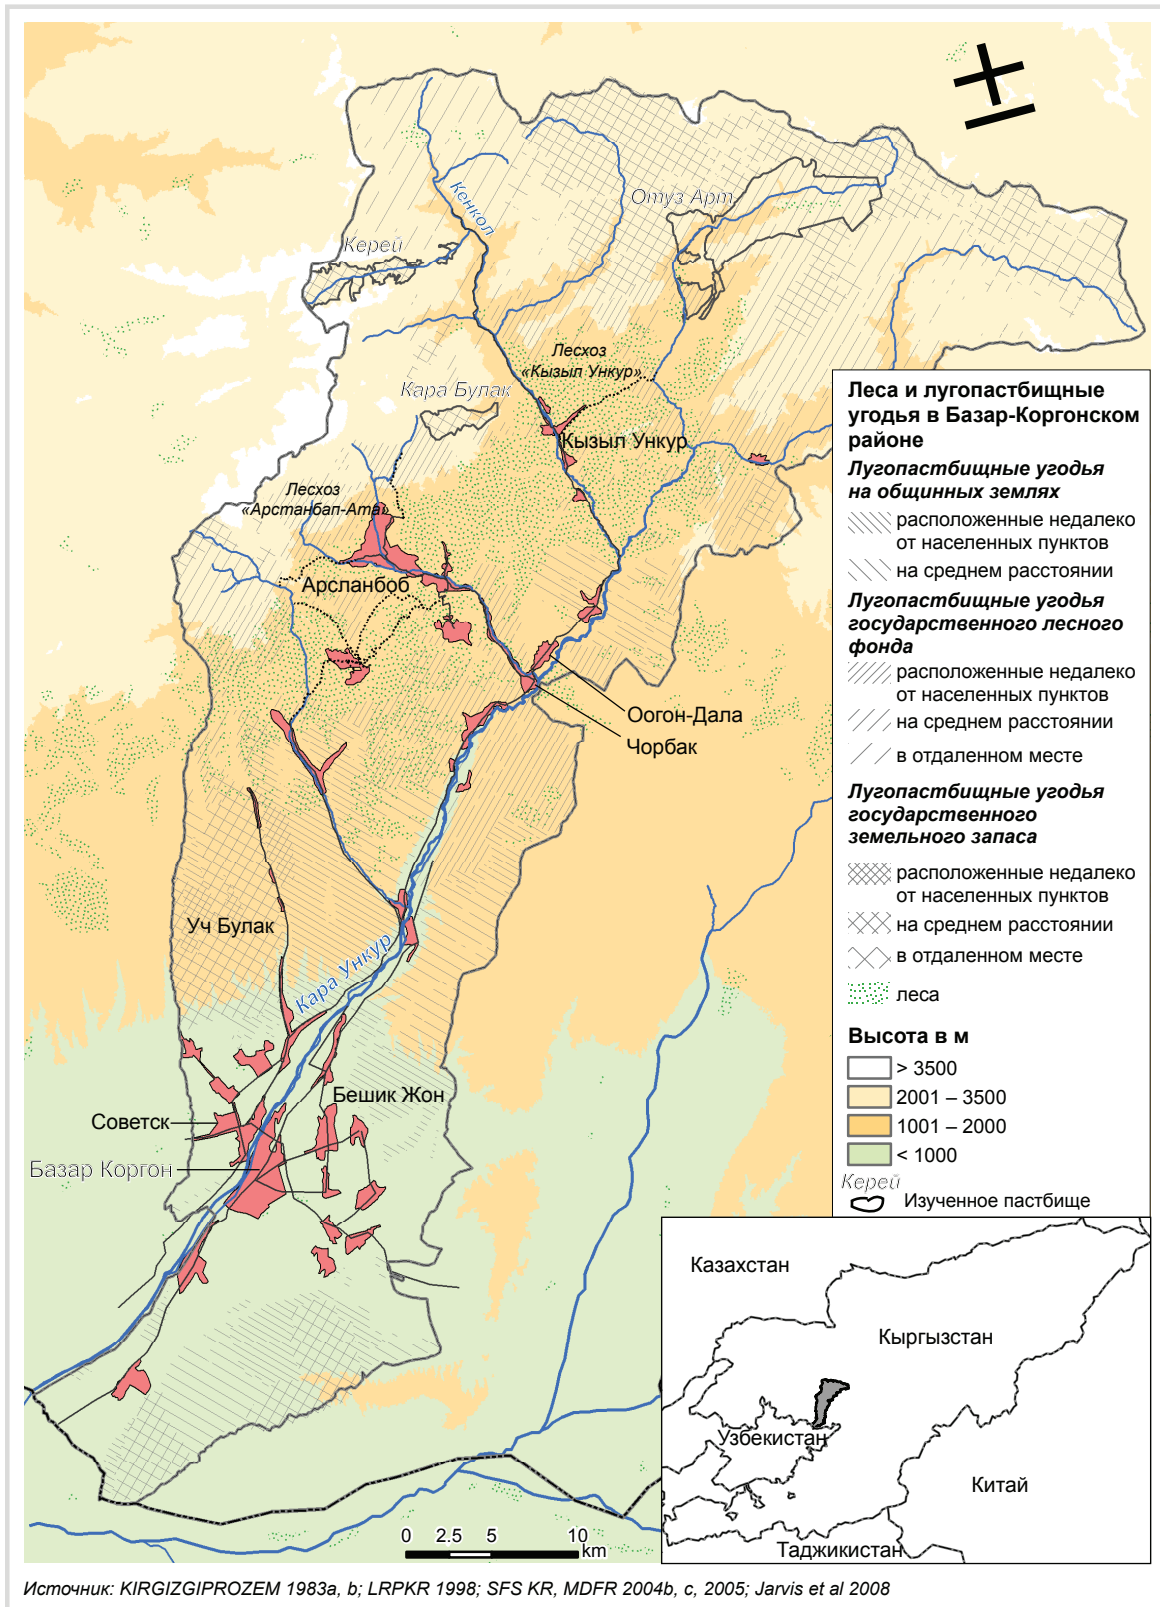 Кенкол
Отуз Арт
Керей
Лесхоз
«Кызыл Ункур»
Кара Булак
Кызыл Ункур
Лесхоз
«Арстанбап-Ата»
Арсланбоб
Оогон-Дала
Чорбак
Уч Булак
Кара Ункур
Бешик Жон
Советск
Базар Коргон
Леса и лугопастбищные
угодья в Базар-Коргонском
районе
Лугопастбищные угодья
на общинных землях
расположенные недалеко
от населенных пунктов
на среднем расстоянии
Лугопастбищные угодья
государственного лесного
фонда
расположенные недалеко
от населенных пунктов
на среднем расстоянии
в отдаленном месте
Лугопастбищные угодья
государственного
земельного запаса
расположенные недалеко
от населенных пунктов
на среднем расстоянии
в отдаленном месте
леса
Высота в м
> 3500
2001 – 3500
1001 – 2000
< 1000
Керей
Изученное пастбище
Казахстан
Кыргызстан
Узбекистан
Китай
Таджикистан
0 2.5 5 10
km
Источник: KIRGIZGIPROZEM 1983a, b; LRPKR 1998; SFS KR, MDFR 2004b, c, 2005; Jarvis et al 2008